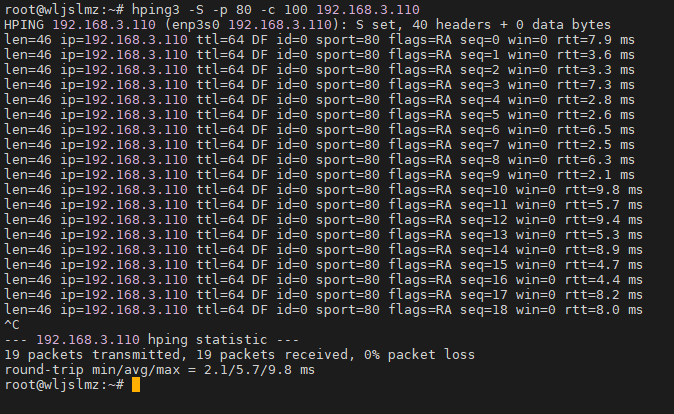 root@wljslmz:~# hping3 -S -p 80 -c 100 192.168.3.110
HPING 192.168.3.110 (enp3s0 192.168.3.110): S set, 40 headers + 0 data bytes
len=46 ip=192.168.3.110 ttl=64 DF id=0 sport=80 flags=RA seq=0 win=0 rtt=7.9 ms
len=46 ip=192.168.3.110 ttl=64 DF id=0 sport=80 flags=RA seq=1 win=0 rtt=3.6 ms
len=46 ip=192.168.3.110 ttl=64 DF id=0 sport=80 flags=RA seq=2 win=0 rtt=3.3 ms
len=46 ip=192.168.3.110 ttl=64 DF id=0 sport=80 flags=RA seq=3 win=0 rtt=7.3 ms
len=46 ip=192.168.3.110 ttl=64 DF id=0 sport=80 flags=RA seq=4 win=0 rtt=2.8 ms
len=46 ip=192.168.3.110 ttl=64 DF id=0 sport=80 flags=RA seq=5 win=0 rtt=2.6 ms
len=46 ip=192.168.3.110 ttl=64 DF id=0 sport=80 flags=RA seq=6 win=0 rtt=6.5 ms
len=46 ip=192.168.3.110 ttl=64 DF id=0 sport=80 flags=RA seq=7 win=0 rtt=2.5 ms
len=46 ip=192.168.3.110 ttl=64 DF id=0 sport=80 flags=RA seq=8 win=0 rtt=6.3 ms
len=46 ip=192.168.3.110 ttl=64 DF id=0 sport=80 flags=RA seq=9 win=0 rtt=2.1 ms
len=46 ip=192.168.3.110 ttl=64 DF id=0 sport=80 flags=RA seq=10 win=0 rtt=9.8 ms
len=46 ip=192.168.3.110 ttl=64 DF id=0 sport=80 flags=RA seq=11 win=0 rtt=5.7 ms
len=46 ip=192.168.3.110 ttl=64 DF id=0 sport=80 flags=RA seq=12 win=0 rtt=9.4 ms
len=46 ip=192.168.3.110 ttl=64 DF id=0 sport=80 flags=RA seq=13 win=0 rtt=5.3 ms
len=46 ip=192.168.3.110 ttl=64 DF id=0 sport=80 flags=RA seq=14 win=0 rtt=8.9 ms
len=46 ip=192.168.3.110 ttl=64 DF id=0 sport=80 flags=RA seq=15 win=0 rtt=4.7 ms
len=46 ip=192.168.3.110 ttl=64 DF id=0 sport=80 flags=RA seq=16 win=0 rtt=4.4 ms
len=46 ip=192.168.3.110 ttl=64 DF id=0 sport=80 flags=RA seq=17 win=0 rtt=8.2 ms
len=46 ip=192.168.3.110 ttl=64 DF id=0 sport=80 flags=RA seq=18 win=0 rtt=8.0 ms
^C
--- 192.168.3.110 hping statistic ---
19 packets transmitted, 19 packets received, 0% packet loss
round-trip min/avg/max = 2.1/5.7/9.8 ms
root@wljslmz:~#